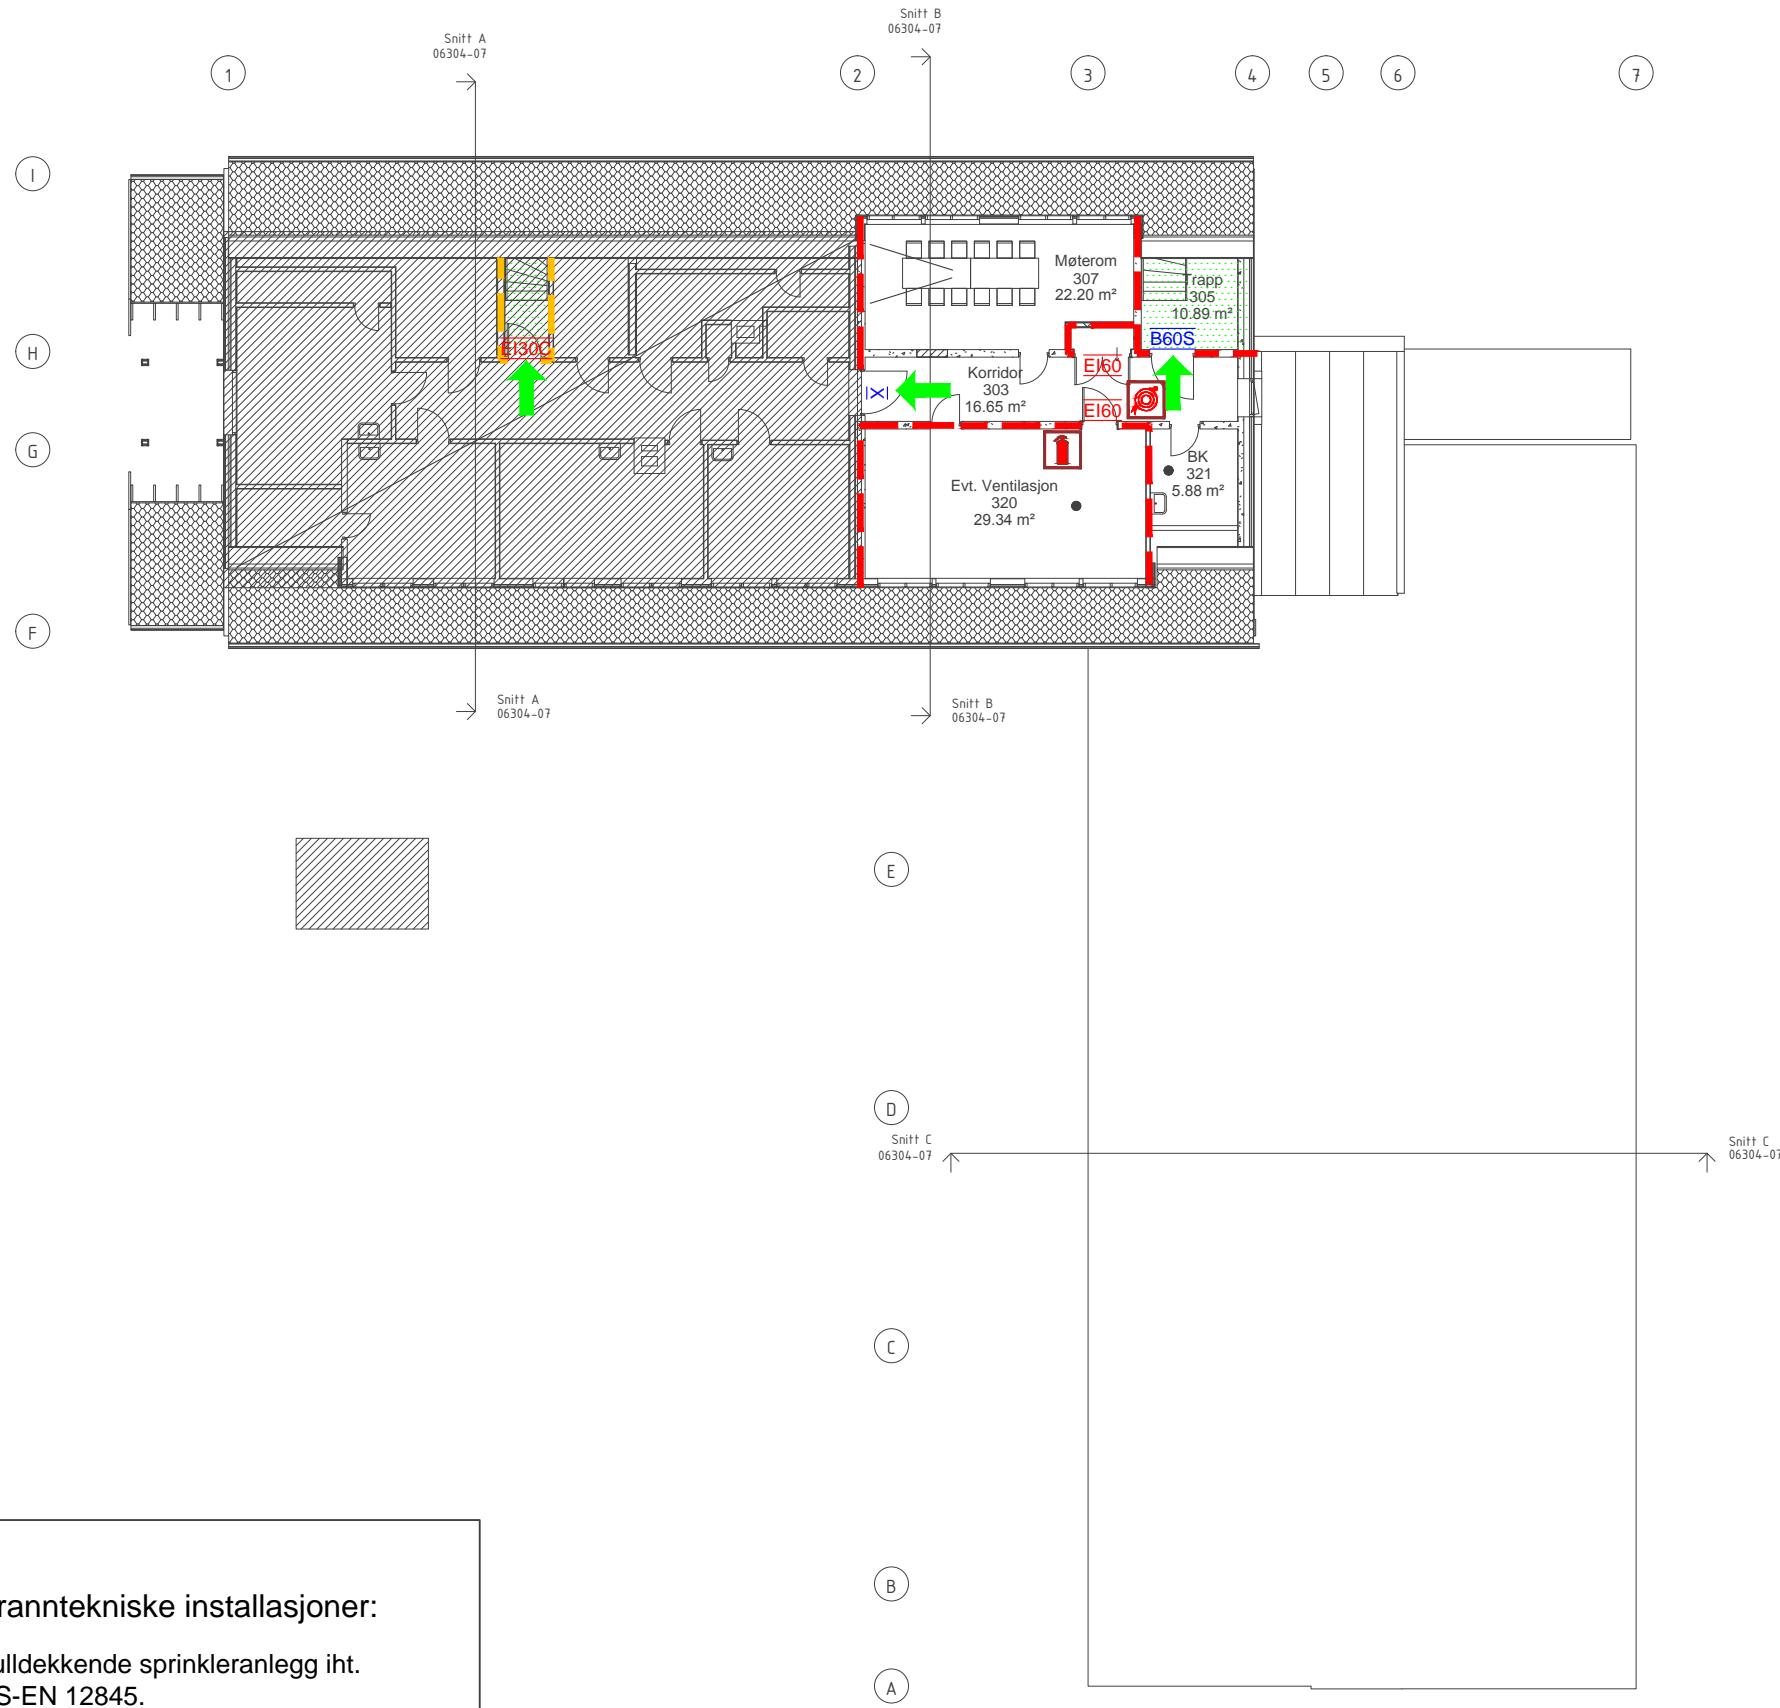 Snitt B
06304-07
Snitt A
06304-07
1
2
3
4
5
6
7
I
Møterom
307
22.20 m²
Trapp
305
10.89 m²
H
EI30C
B60S
EI60
Korridor
303
16.65 m²
X
EI60
G
BK
321
5.88 m²
Evt. Ventilasjon
320
29.34 m²
F
Snitt A
06304-07
Snitt B
06304-07
E
D
Snitt C
06304-07
Snitt C
06304-07
C
B
ranntekniske installasjoner:
ulldekkende sprinkleranlegg iht.
S-EN 12845.
A